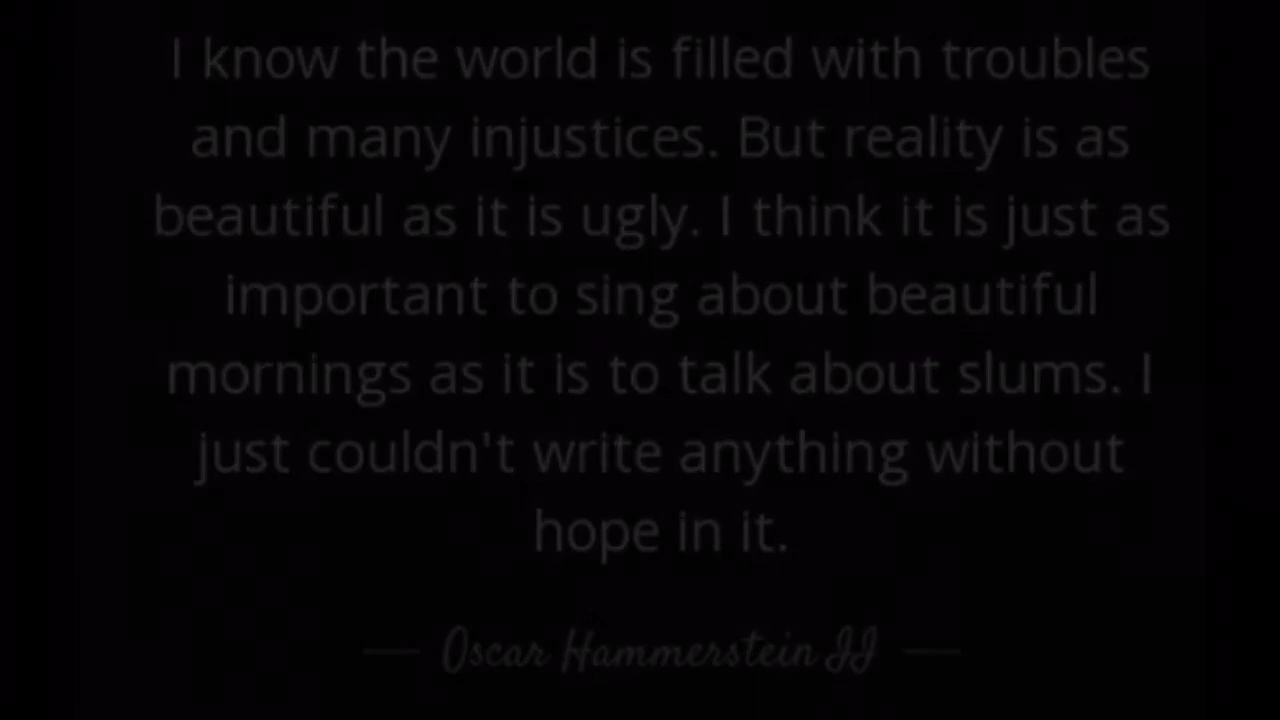 I know the world is filled with troubles
and many injustices. But reality is as
beautiful as it is ugly. I think it is just as
important to sing about beautiful
mornings as it is to talk about slums. I
just couldn't write anything without
hope in it.
— Oscar Hammerstein II —